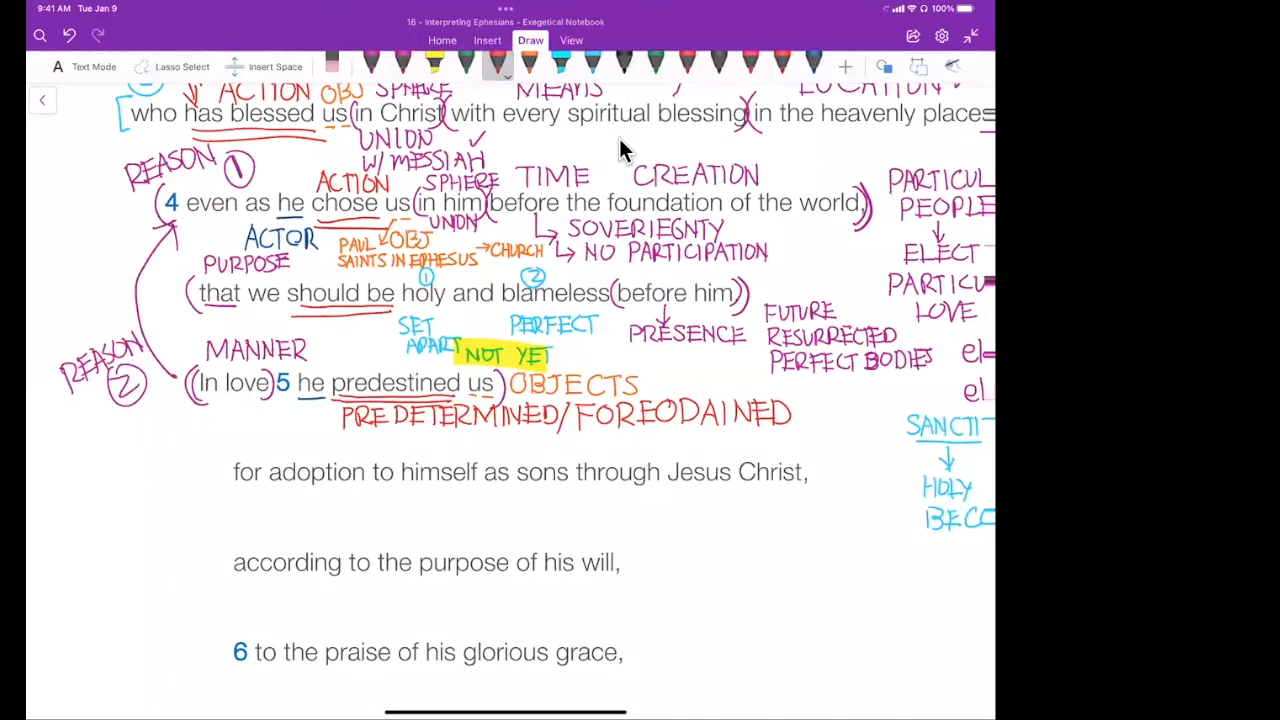 9:41 AM Tue Jan 9
100%
16 - Interpreting Ephesians - Exegetical Notebook
Home Insert Draw View
A Text Mode Lasso Select Insert Space
ACTION OBJ SPHERE MEANS LOCATION
[who has blessed us (in Christ) (with every spiritual blessing) (in the heavenly places
UNION
W/ MESSIAH
REASON 1
ACTION SPHERE TIME CREATION PARTICUL
(4 even as he chose us (in him) (before the foundation of the world,) PEOPLE
ACTOR PAUL OBJ UNION SOVERIEGNTY
SAINTS IN EPHESUS → CHURCH NO PARTICIPATION ELECT
PURPOSE
1 2 PARTICU
(that we should be holy and blameless (before him)) LOVE
SET APART PERFECT PRESENCE FUTURE
RESURRECTED
PERFECT BODIES
NOT YET
el
REASON 2 MANNER
((In love) 5 he predestined us) OBJECTS el
PREDETERMINED/FOREODAINED
SANCTI
for adoption to himself as sons through Jesus Christ, HOLY
BECO
according to the purpose of his will,
6 to the praise of his glorious grace,